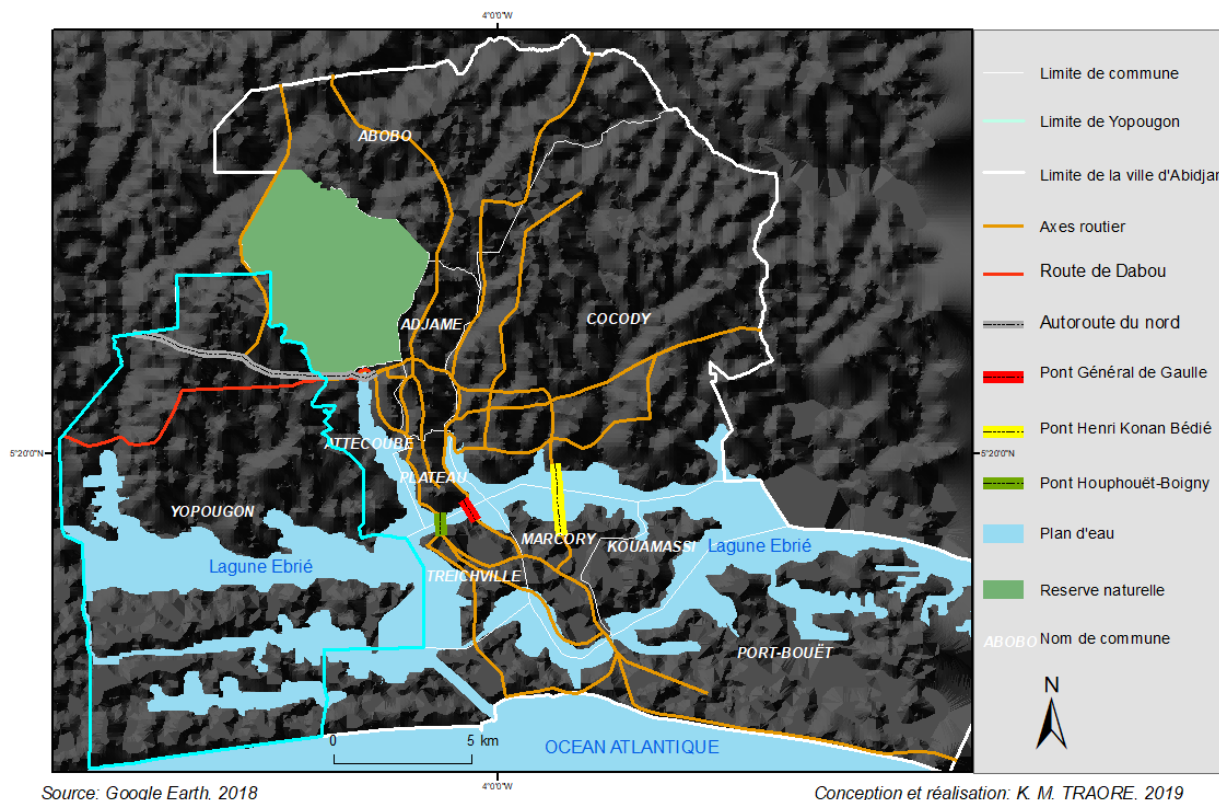 4°0'0"W
ABOBO
ADJAME
COCODY
ATTECOUBE
PLATEAU
YOPOUGON
MARCORY
KOUAMASSI
Lagune Ebrié
Lagune Ebrié
TREICHVILLE
PORT-BOUËT
OCEAN ATLANTIQUE
0 5 km
5°20'0"N
5°20'0"N
4°0'0"W
Limite de commune
Limite de Yopougon
Limite de la ville d'Abidjan
Axes routier
Route de Dabou
Autoroute du nord
Pont Général de Gaulle
Pont Henri Konan Bédié
Pont Houphouët-Boigny
Plan d'eau
Reserve naturelle
ABOBO Nom de commune
N
Source: Google Earth, 2018
Conception et réalisation: K. M. TRAORE, 2019